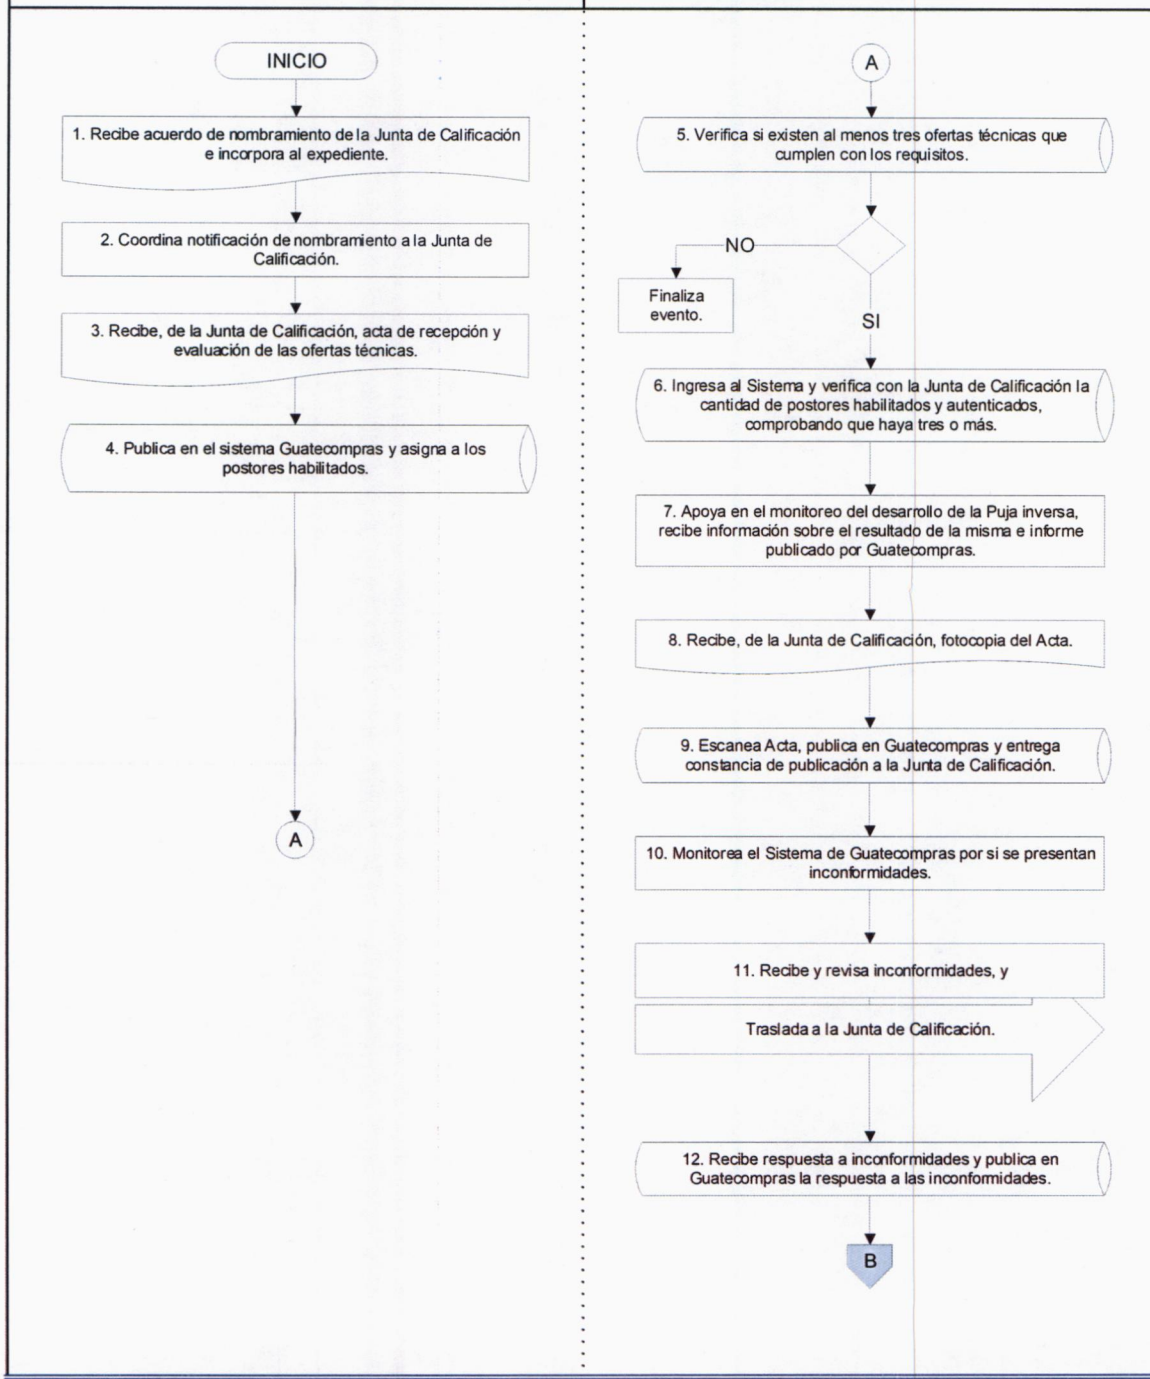 INICIO
1. Recibe acuerdo de nombramiento de la Junta de Calificación
e incorpora al expediente.
2. Coordina notificación de nombramiento a la Junta de
Calificación.
3. Recibe, de la Junta de Calificación, acta de recepción y
evaluación de las ofertas técnicas.
4. Publica en el sistema Guatecompras y asigna a los
postores habilitados.
A
A
5. Verifica si existen al menos tres ofertas técnicas que
cumplen con los requisitos.
NO
Finaliza
evento.
SI
6. Ingresa al Sistema y verifica con la Junta de Calificación la
cantidad de postores habilitados y autenticados,
comprobando que haya tres o más.
7. Apoya en el monitoreo del desarrollo de la Puja inversa,
recibe información sobre el resultado de la misma e informe
publicado por Guatecompras.
8. Recibe, de la Junta de Calificación, fotocopia del Acta.
9. Escanea Acta, publica en Guatecompras y entrega
constancia de publicación a la Junta de Calificación.
10. Monitorea el Sistema de Guatecompras por si se presentan
inconformidades.
11. Recibe y revisa inconformidades, y
Traslada a la Junta de Calificación.
12. Recibe respuesta a inconformidades y publica en
Guatecompras la respuesta a las inconformidades.
B